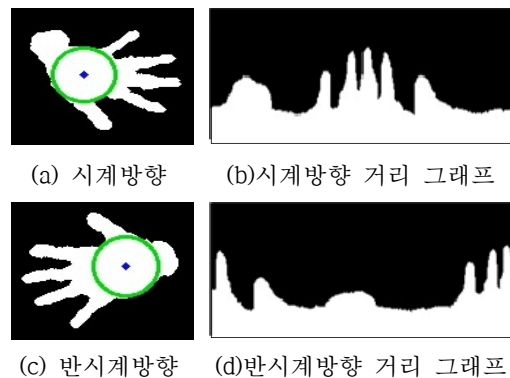 (a) 시계방향
(b)시계방향 거리 그래프
(c) 반시계방향
(d)반시계방향 거리 그래프